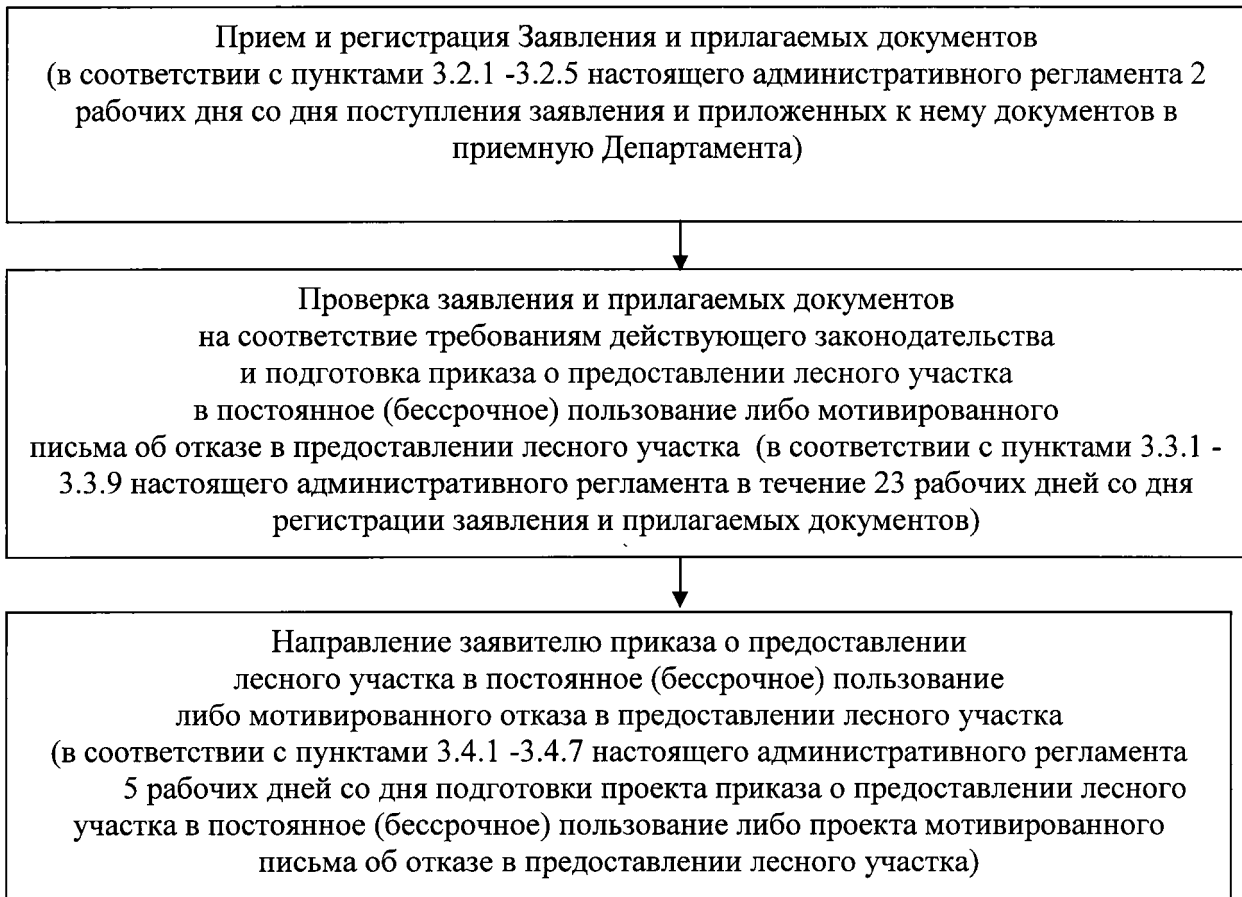 Прием и регистрация Заявления и прилагаемых документов
(в соответствии с пунктами 3.2.1 -3.2.5 настоящего административного регламента 2
рабочих дня со дня поступления заявления и приложенных к нему документов в
приемную Департамента)
Проверка заявления и прилагаемых документов
на соответствие требованиям действующего законодательства
и подготовка приказа о предоставлении лесного участка
в постоянное (бессрочное) пользование либо мотивированного
письма об отказе в предоставлении лесного участка (в соответствии с пунктами 3.3.1 -
3.3.9 настоящего административного регламента в течение 23 рабочих дней со дня
регистрации заявления и прилагаемых документов)
Направление заявителю приказа о предоставлении
лесного участка в постоянное (бессрочное) пользование
либо мотивированного отказа в предоставлении лесного участка
(в соответствии с пунктами 3.4.1 -3.4.7 настоящего административного регламента
5 рабочих дней со дня подготовки проекта приказа о предоставлении лесного
участка в постоянное (бессрочное) пользование либо проекта мотивированного
письма об отказе в предоставлении лесного участка)